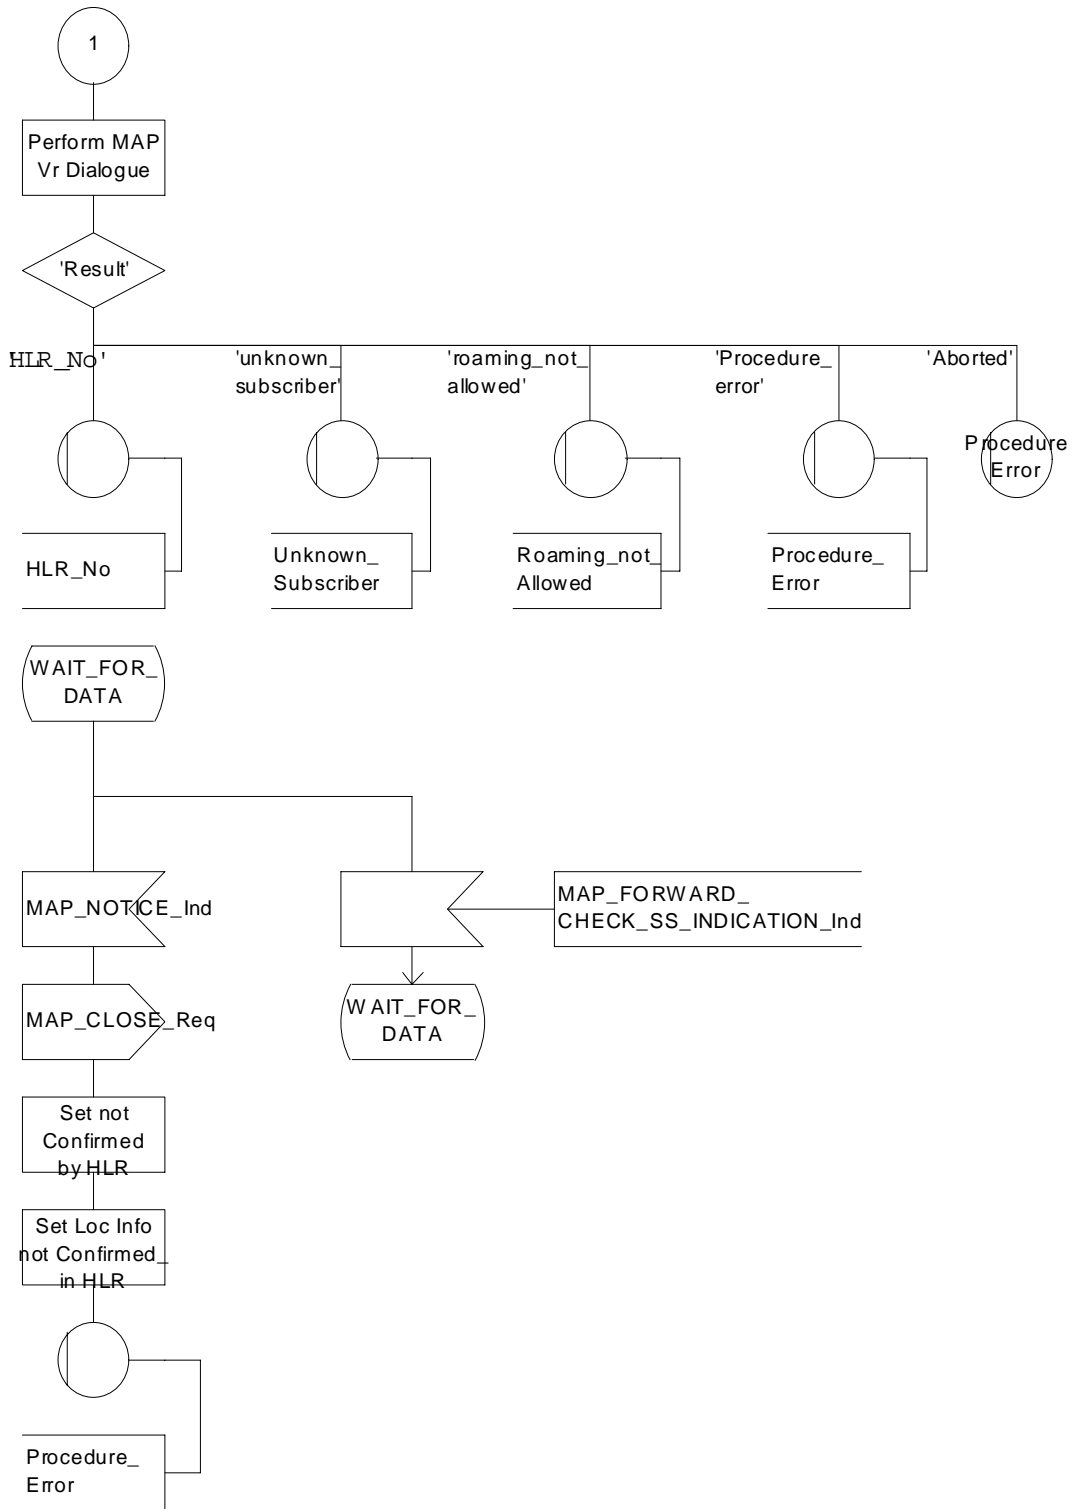 1
Perform MAP
Vr Dialogue
'Result'
'HLR_No'
'unknown_
subscriber'
'roaming_not_
allowed'
'Procedure_
error'
'Aborted'
Procedure
Error
HLR_No
Unknown_
Subscriber
Roaming_not_
Allowed
Procedure_
Error
WAIT_FOR_
DATA
MAP_NOTICE_Ind
MAP_FORWARD_
CHECK_SS_INDICATION_Ind
MAP_CLOSE_Req
WAIT_FOR_
DATA
Set not
Confirmed
by HLR
Set Loc Info
not Confirmed_
in HLR
Procedure_
Error